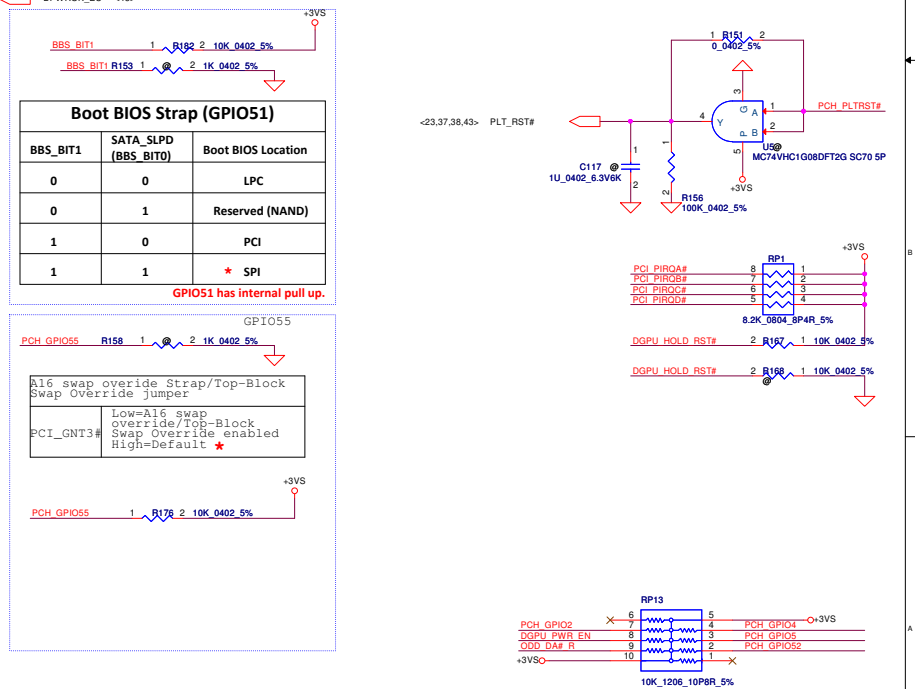 +3VS
BBS_BIT1 1 R182 2 10K_0402_5%
BBS_BIT1 R153 1 @ 2 1K_0402_5%
Boot BIOS Strap (GPIO51)
BBS_BIT1 SATA_SLPD (BBS_BIT0) Boot BIOS Location
0 0 LPC
0 1 Reserved (NAND)
1 0 PCI
1 1 * SPI
GPIO51 has internal pull up.
GPIO55
PCH_GPIO55 R158 1 @ 2 1K_0402_5%
A16 swap overide Strap/Top-Block
Swap Override jumper
PCI_GNT3#
Low=A16 swap
override/Top-Block
Swap Override enabled
High=Default *
+3VS
PCH_GPIO55 1 R176 2 10K_0402_5%
1 R151 2
0_0402_5%
<23,37,38,43> PLT_RST#
4 Y G A P B 3 1 2 5
PCH_PLTRST#
U5@
MC74VHC1G08DFT2G SC70 5P
+3VS
1
C117 @
1U_0402_6.3V6K
2
1
2
R156
100K_0402_5%
+3VS
RP1
PCI_PIRQA# 8 1
PCI_PIRQB# 7 2
PCI_PIRQC# 6 3
PCI_PIRQD# 5 4
8.2K_0804_8P4R_5%
DGPU_HOLD_RST# 2 R167 1 10K_0402_5%
DGPU_HOLD_RST# 2 R168 1 10K_0402_5%
@
RP13
6 5 +3VS
PCH_GPIO2 7 4 PCH_GPIO4
DGPU_PWR_EN 8 3 PCH_GPIO5
ODD_DA#_R 9 2 PCH_GPIO52
+3VS 10 1
10K_1206_10P8R_5%
B
A